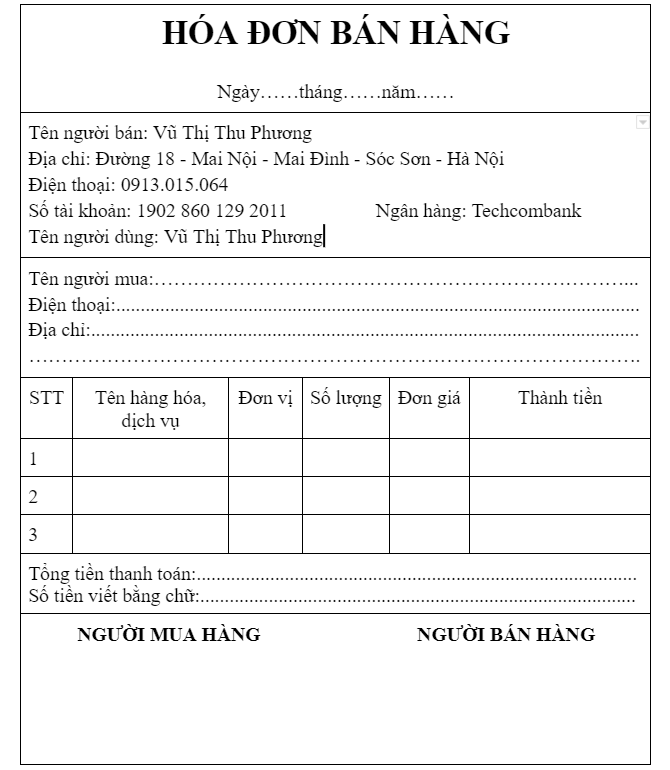 HÓA ĐƠN BÁN HÀNG
Ngày……tháng……năm……
Tên người bán: Vũ Thị Thu Phương
Địa chỉ: Đường 18 - Mai Nội - Mai Đình - Sóc Sơn - Hà Nội
Điện thoại: 0913.015.064
Số tài khoản: 1902 860 129 2011 Ngân hàng: Techcombank
Tên người dùng: Vũ Thị Thu Phương
Tên người mua:………………………………………………………………...
Điện thoại:...........................................................................................................
Địa chỉ:................................................................................................................
………………………………………………………………………………….
STT Tên hàng hóa, dịch vụ Đơn vị Số lượng Đơn giá Thành tiền
1
2
3
Tổng tiền thanh toán:..........................................................................................
Số tiền viết bằng chữ:.........................................................................................
NGƯỜI MUA HÀNG NGƯỜI BÁN HÀNG